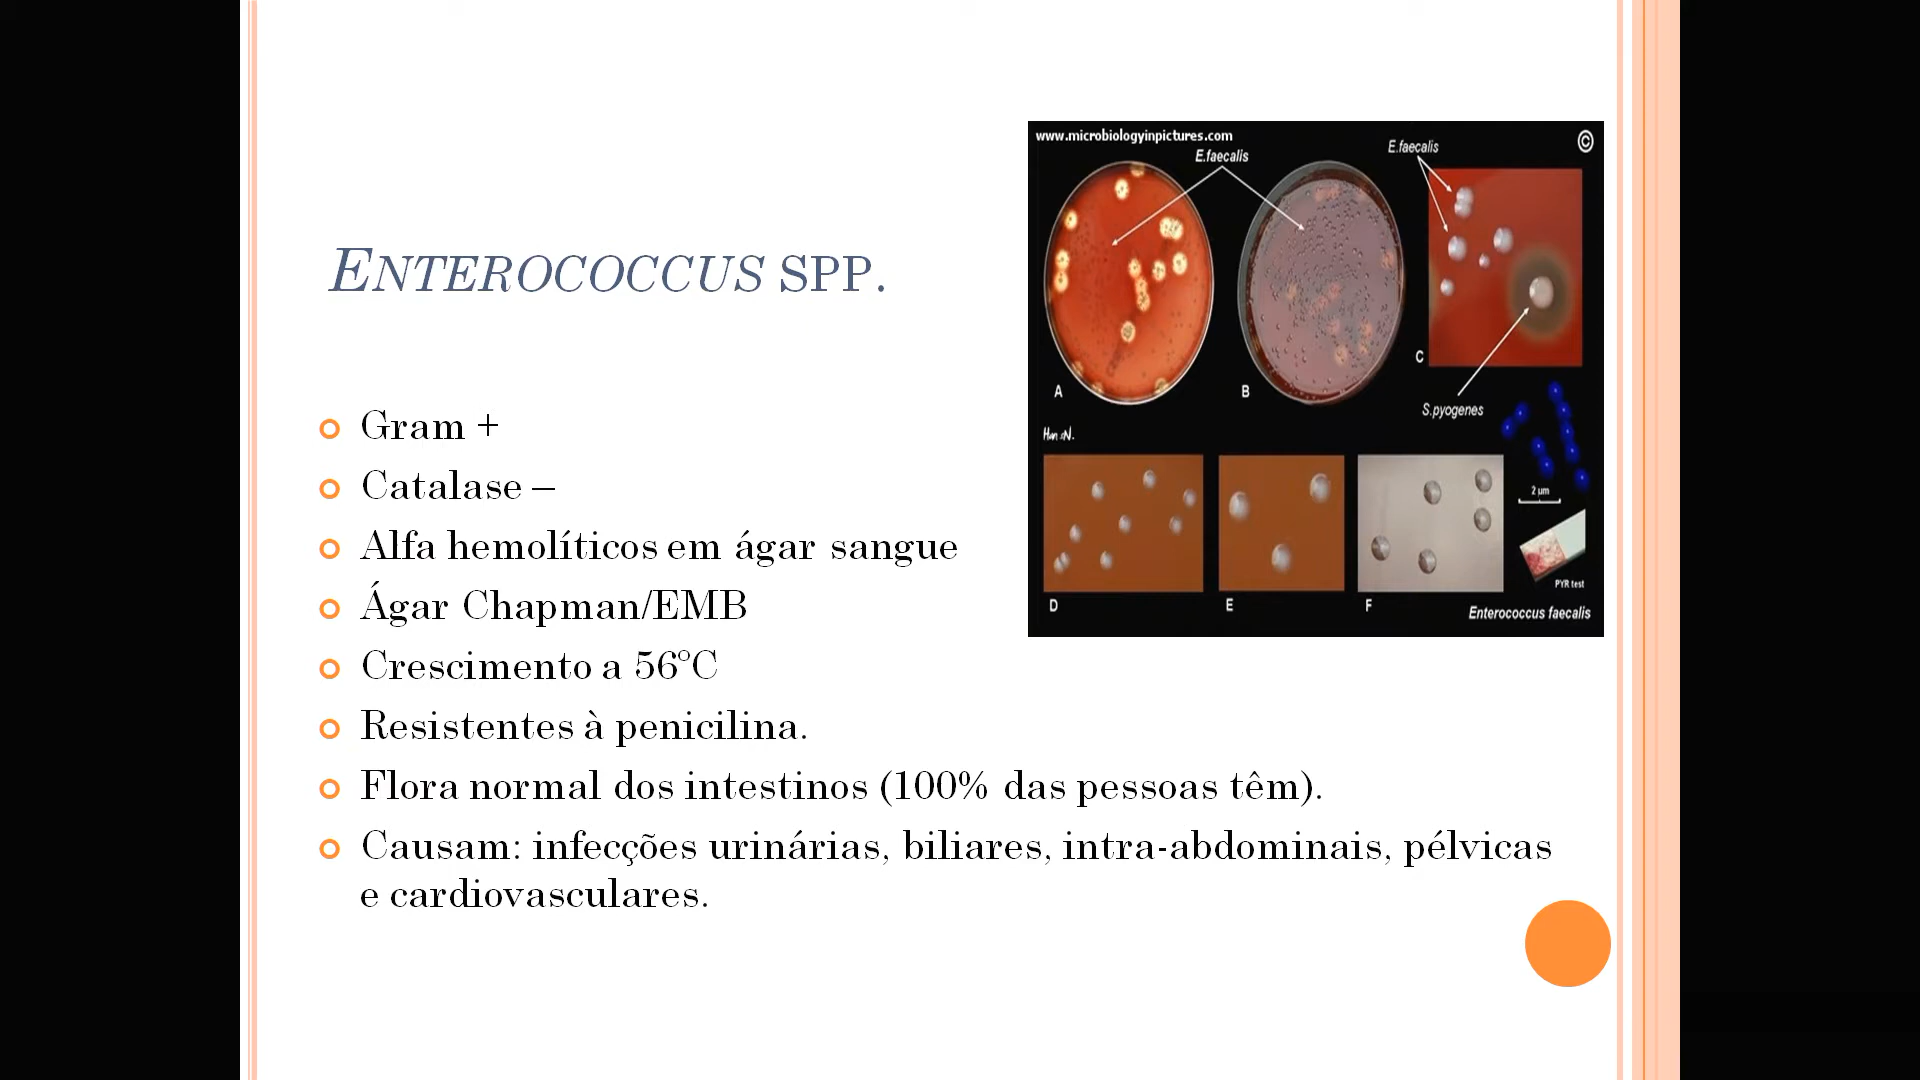 ENTEROCOCCUS SPP.
Gram +
Catalase –
Alfa hemolíticos em ágar sangue
Ágar Chapman/EMB
Crescimento a 56ºC
Resistentes à penicilina.
Flora normal dos intestinos (100% das pessoas têm).
Causam: infecções urinárias, biliares, intra-abdominais, pélvicas
e cardiovasculares.
www.microbiologyinpictures.com
©
E.faecalis
E.faecalis
A
B
C
S.pyogenes
2 µm
PYR test
D
E
F
Enterococcus faecalis